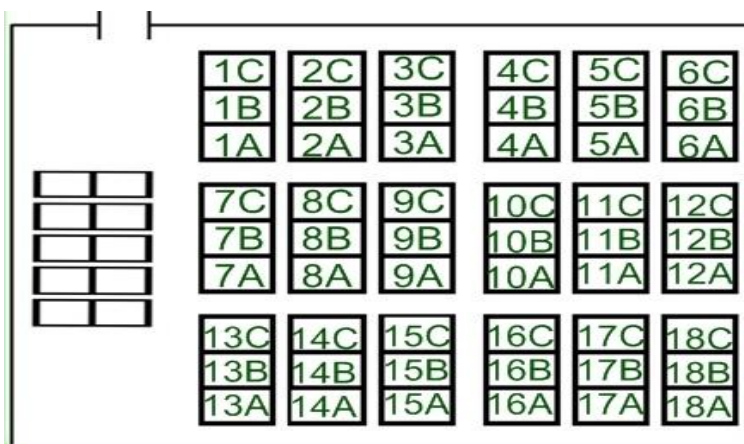 1C 2C 3C 4C 5C 6C
1B 2B 3B 4B 5B 6B
1A 2A 3A 4A 5A 6A
7C 8C 9C 10C 11C 12C
7B 8B 9B 10B 11B 12B
7A 8A 9A 10A 11A 12A
13C 14C 15C 16C 17C 18C
13B 14B 15B 16B 17B 18B
13A 14A 15A 16A 17A 18A